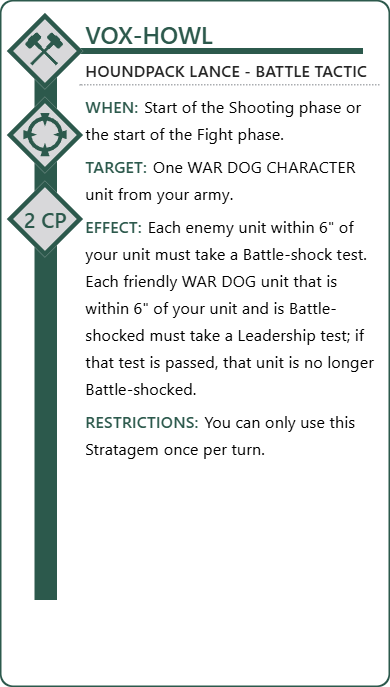 VOX-HOWL
HOUNDPACK LANCE - BATTLE TACTIC
WHEN: Start of the Shooting phase or
the start of the Fight phase.
TARGET: One WAR DOG CHARACTER
unit from your army.
2 CP
EFFECT: Each enemy unit within 6" of
your unit must take a Battle-shock test.
Each friendly WAR DOG unit that is
within 6" of your unit and is Battle-
shocked must take a Leadership test; if
that test is passed, that unit is no longer
Battle-shocked.
RESTRICTIONS: You can only use this
Stratagem once per turn.